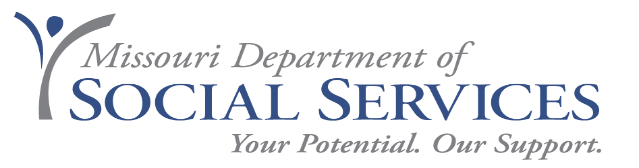 Missouri Department of
SOCIAL SERVICES
Your Potential. Our Support.